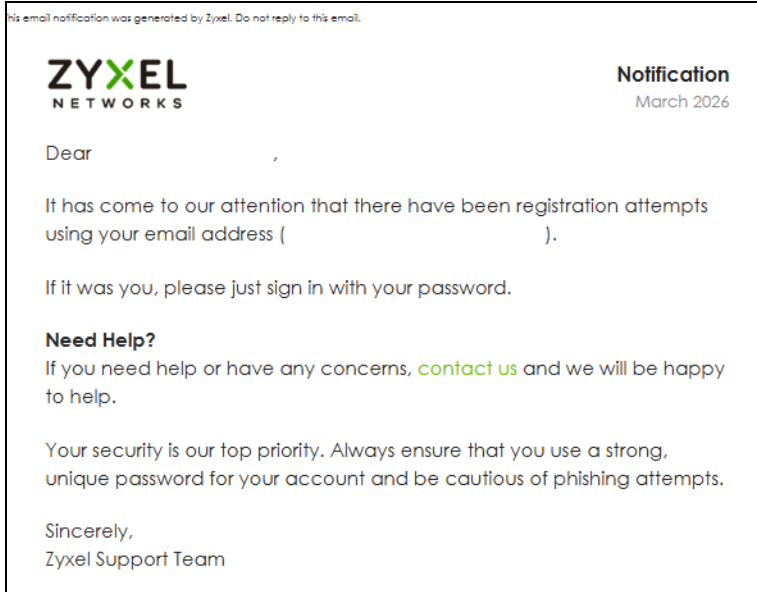 his email notification was generated by Zyxel. Do not reply to this email.
ZYXEL
NETWORKS
Notification
March 2026
Dear ,
It has come to our attention that there have been registration attempts
using your email address ( ).
If it was you, please just sign in with your password.
Need Help?
If you need help or have any concerns, contact us and we will be happy
to help.
Your security is our top priority. Always ensure that you use a strong,
unique password for your account and be cautious of phishing attempts.
Sincerely,
Zyxel Support Team